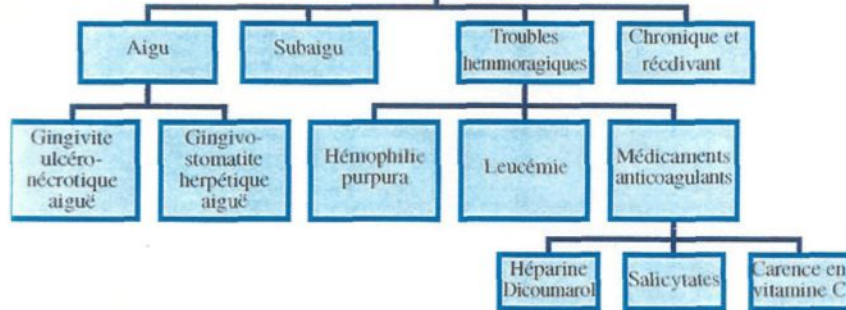 Aigu
Subaigu
Troubles
hemmoragiques
Chronique et
récdivant
Gingivite
ulcéro-
nécrotique
aiguë
Gingivo-
stomatite
herpétique
aiguë
Hémophilie
purpura
Leucémie
Médicaments
anticoagulants
Héparine
Dicoumarol
Salicytates
Carence en
vitamine C